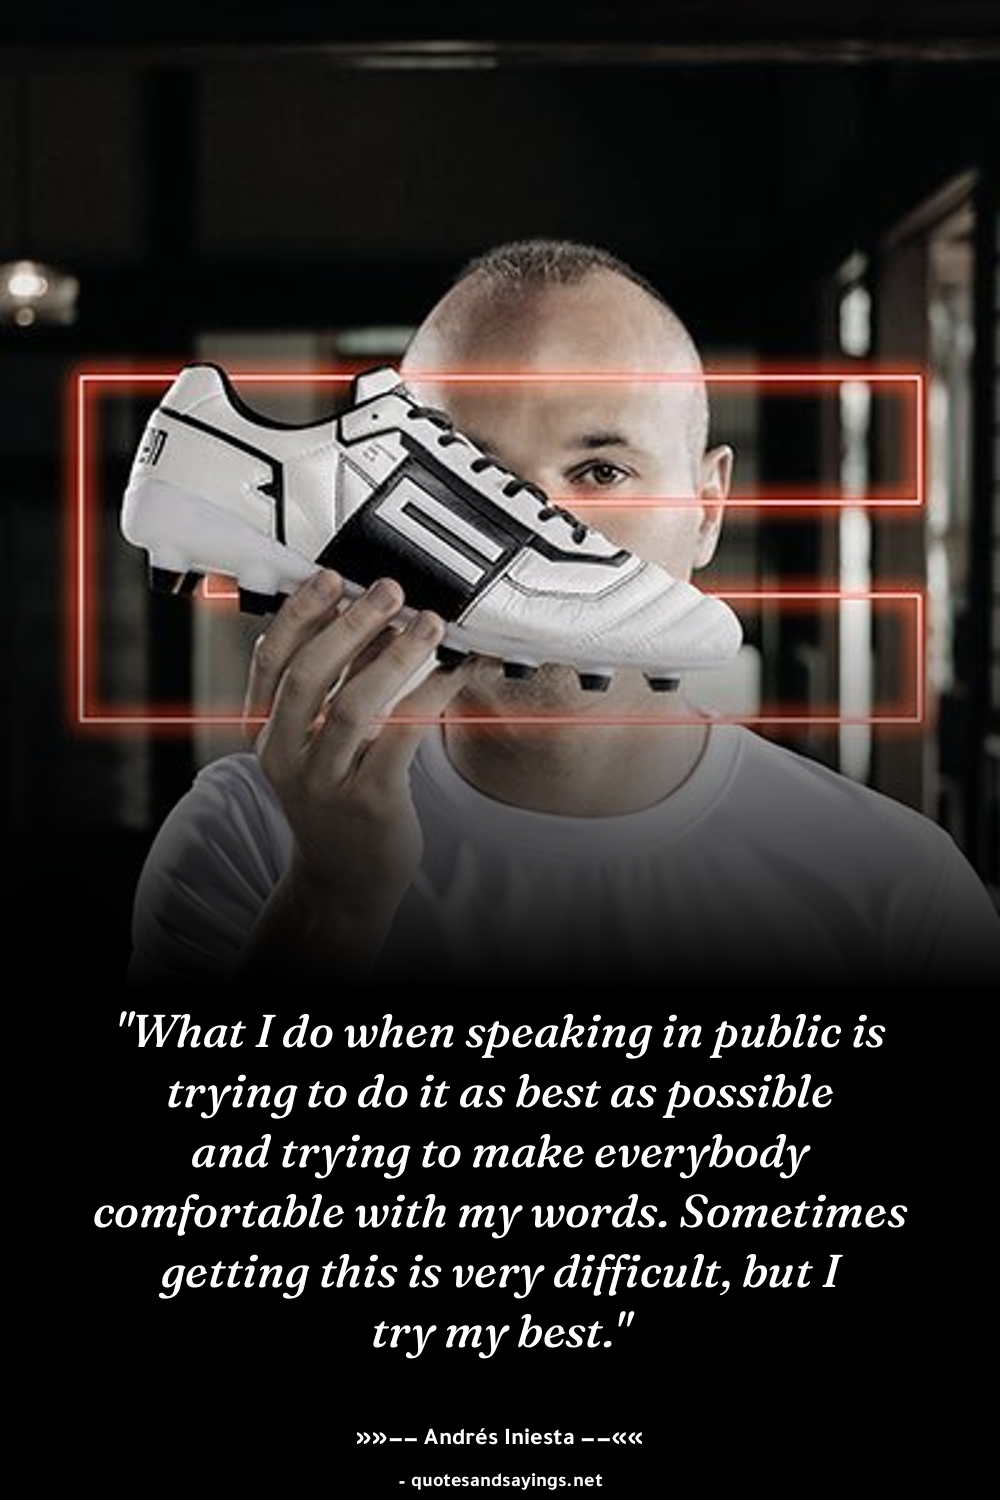 "What I do when speaking in public is
trying to do it as best as possible
and trying to make everybody
comfortable with my words. Sometimes
getting this is very difficult, but I
try my best."
»»–– Andrés Iniesta ––««
- quotesandsayings.net